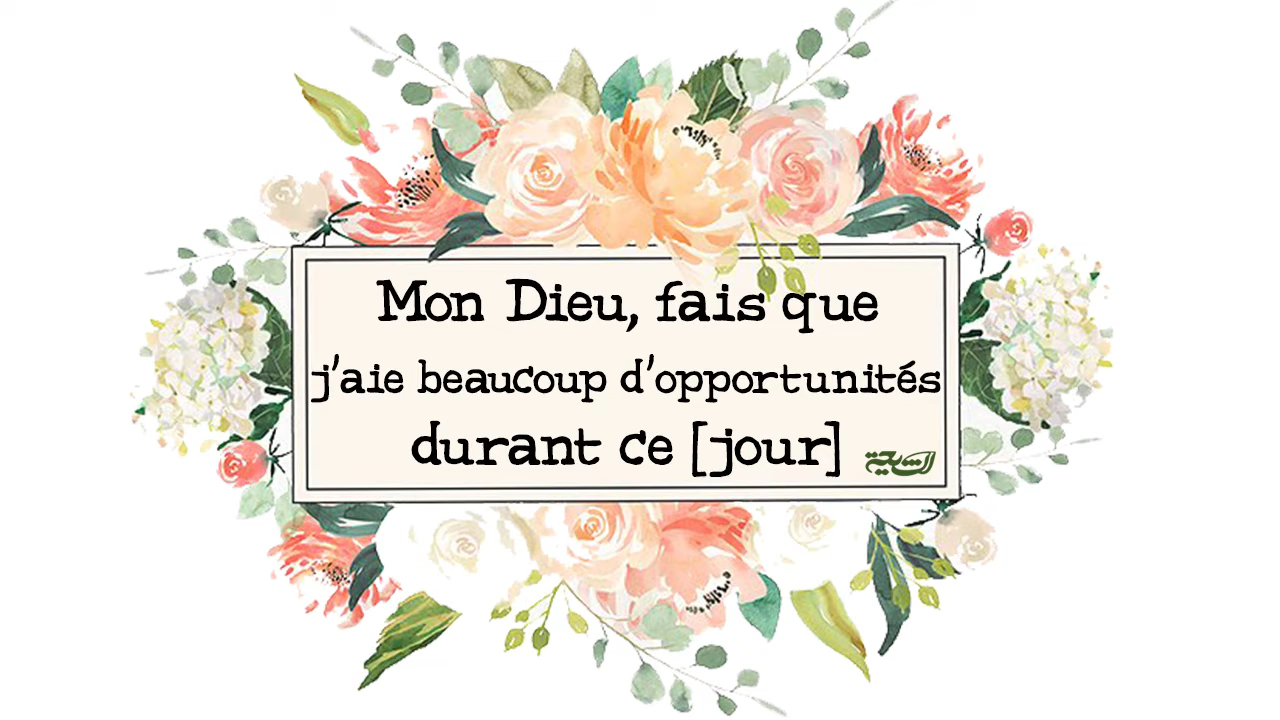 Mon Dieu, fais que
j'aie beaucoup d'opportunités
durant ce [jour]